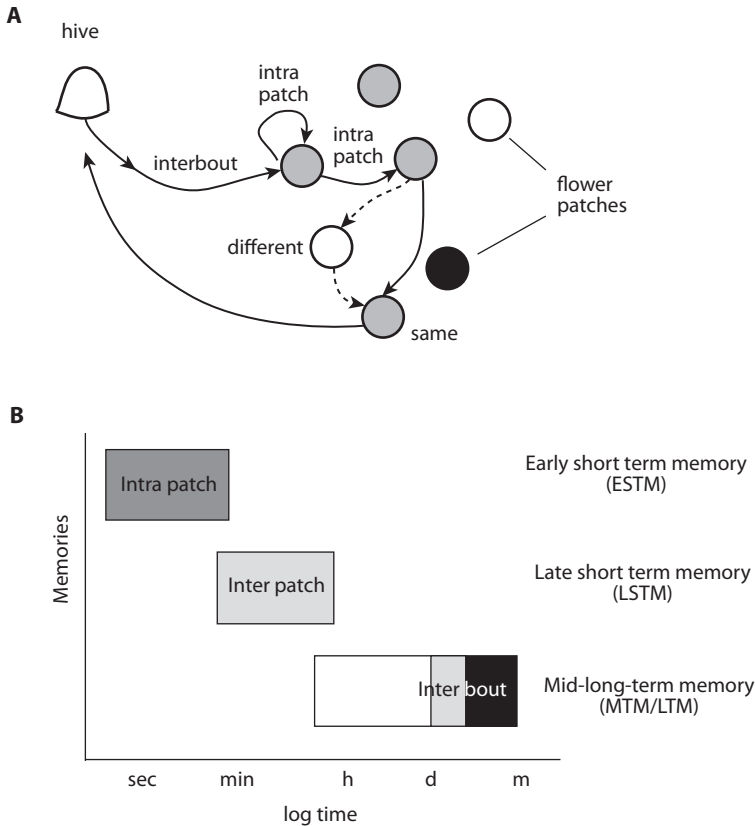 A
hive
intra
patch
intra
patch
interbout
flower
patches
different
same
B
Memories
Intra patch
Early short term memory
(ESTM)
Inter patch
Late short term memory
(LSTM)
Inter bout
Mid-long-term memory
(MTM/LTM)
sec min h d m
log time